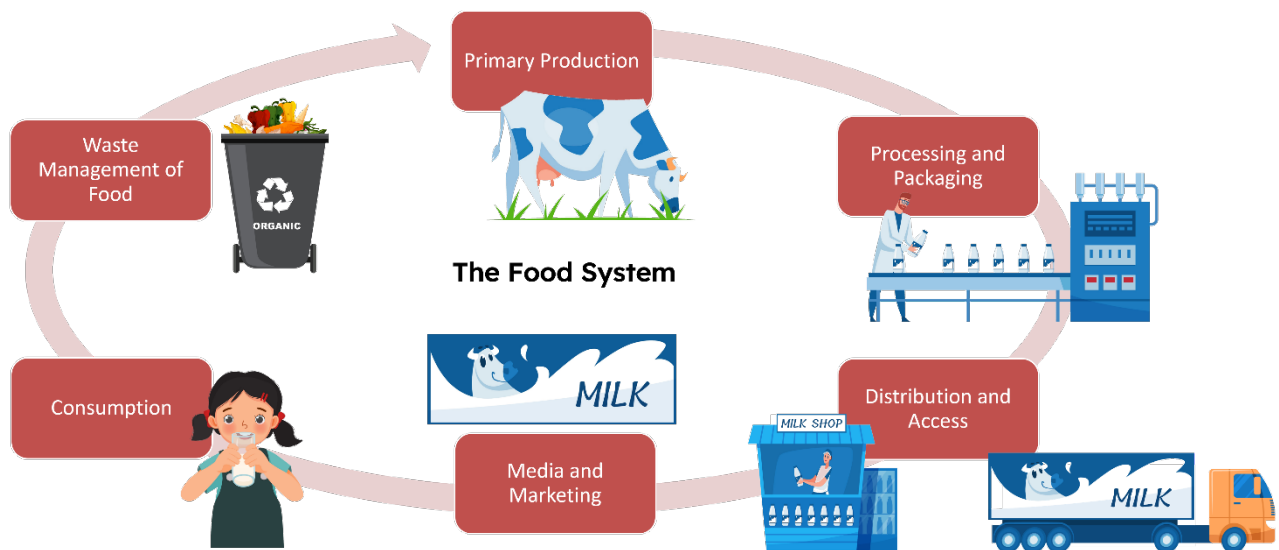 Primary Production
Processing and
Packaging
Distribution and
Access
MILK SHOP
MILK
Media and
Marketing
MILK
Consumption
Waste
Management of
Food
ORGANIC
The Food System